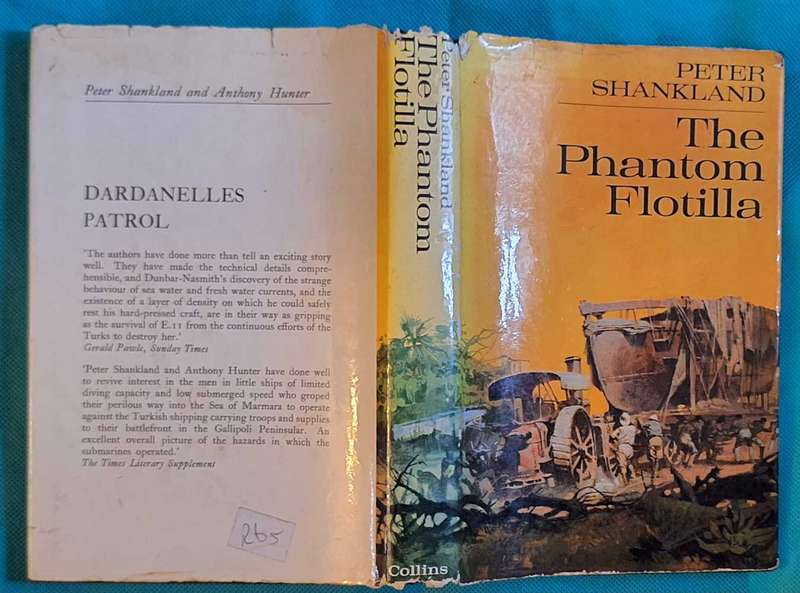 Peter Shankland and Anthony Hunter
DARDANELLES
PATROL
'The authors have done more than tell an exciting story
well. They have made the technical details compre-
hensible, and Dunbar-Nasmith's discovery of the strange
behaviour of sea water and fresh water currents, and the
existence of a layer of density on which he could safely
rest his hard-pressed craft, are in their way as gripping
as the survival of E.11 from the continuous efforts of the
Turks to destroy her.'
Gerald Pawle, Sunday Times
'Peter Shankland and Anthony Hunter have done well
to revive interest in the men in little ships of limited
diving capacity and low submerged speed who groped
their perilous way into the Sea of Marmara to operate
against the Turkish shipping carrying troops and supplies
to their battlefront in the Gallipoli Peninsular. An
excellent overall picture of the hazards in which the
submarines operated.'
The Times Literary Supplement
R65
Peter Shankland
The Phantom
Flotilla
Collins
PETER
SHANKLAND
The
Phantom
Flotilla